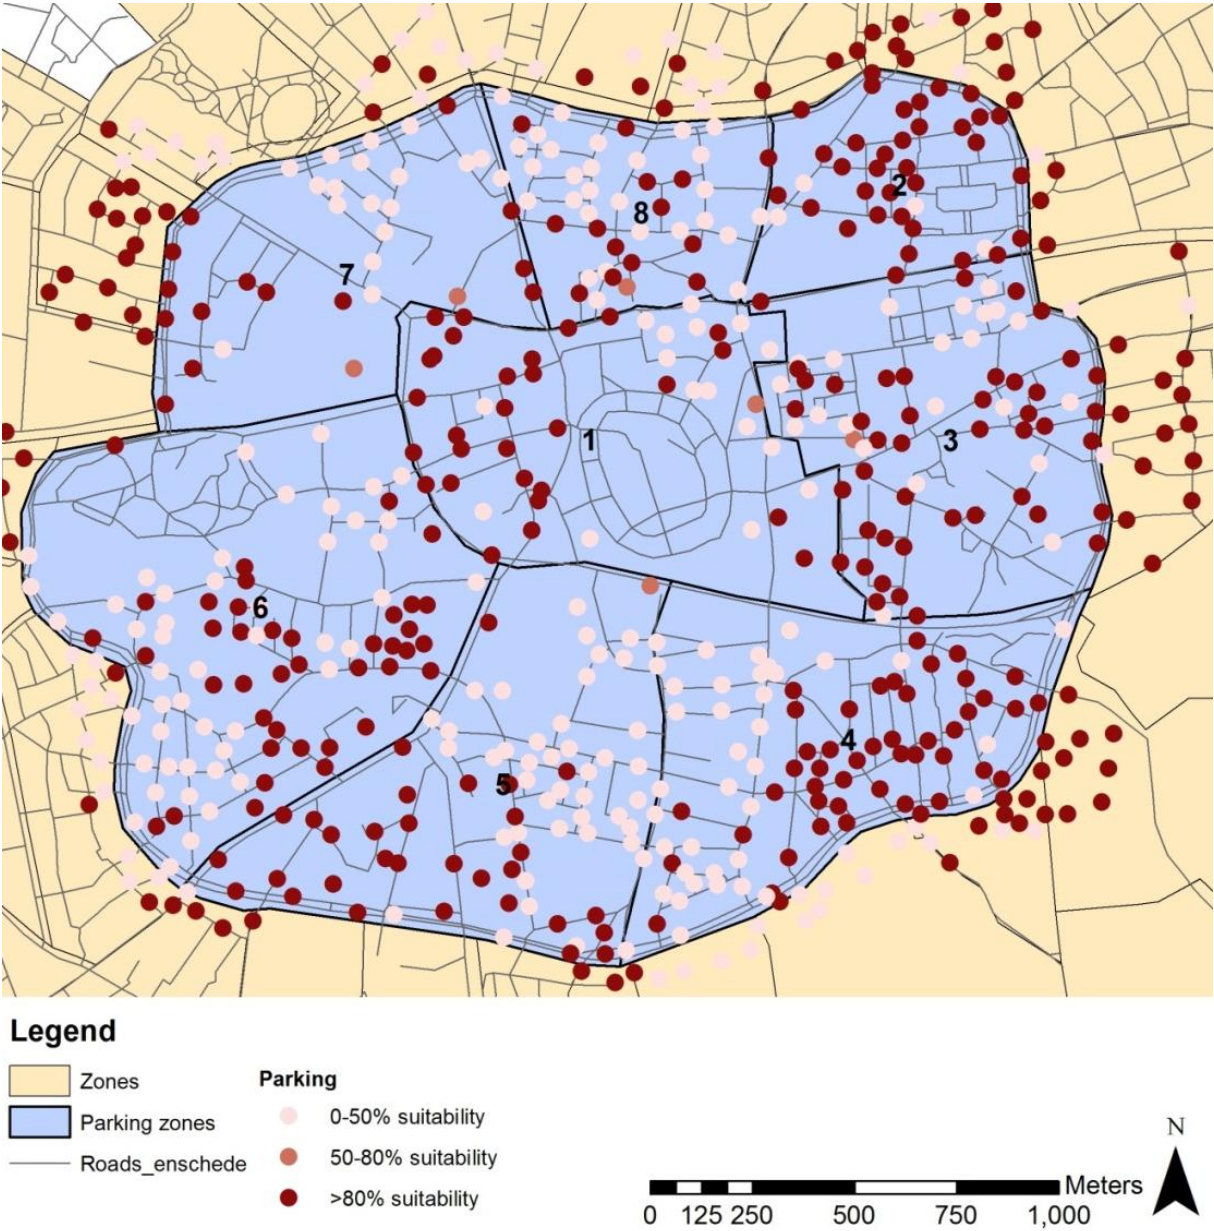 2
8
7
1
3
6
4
5
Legend
Zones
Parking zones
Roads_enschede
Parking
0-50% suitability
50-80% suitability
>80% suitability
N
Meters
0 125 250 500 750 1,000